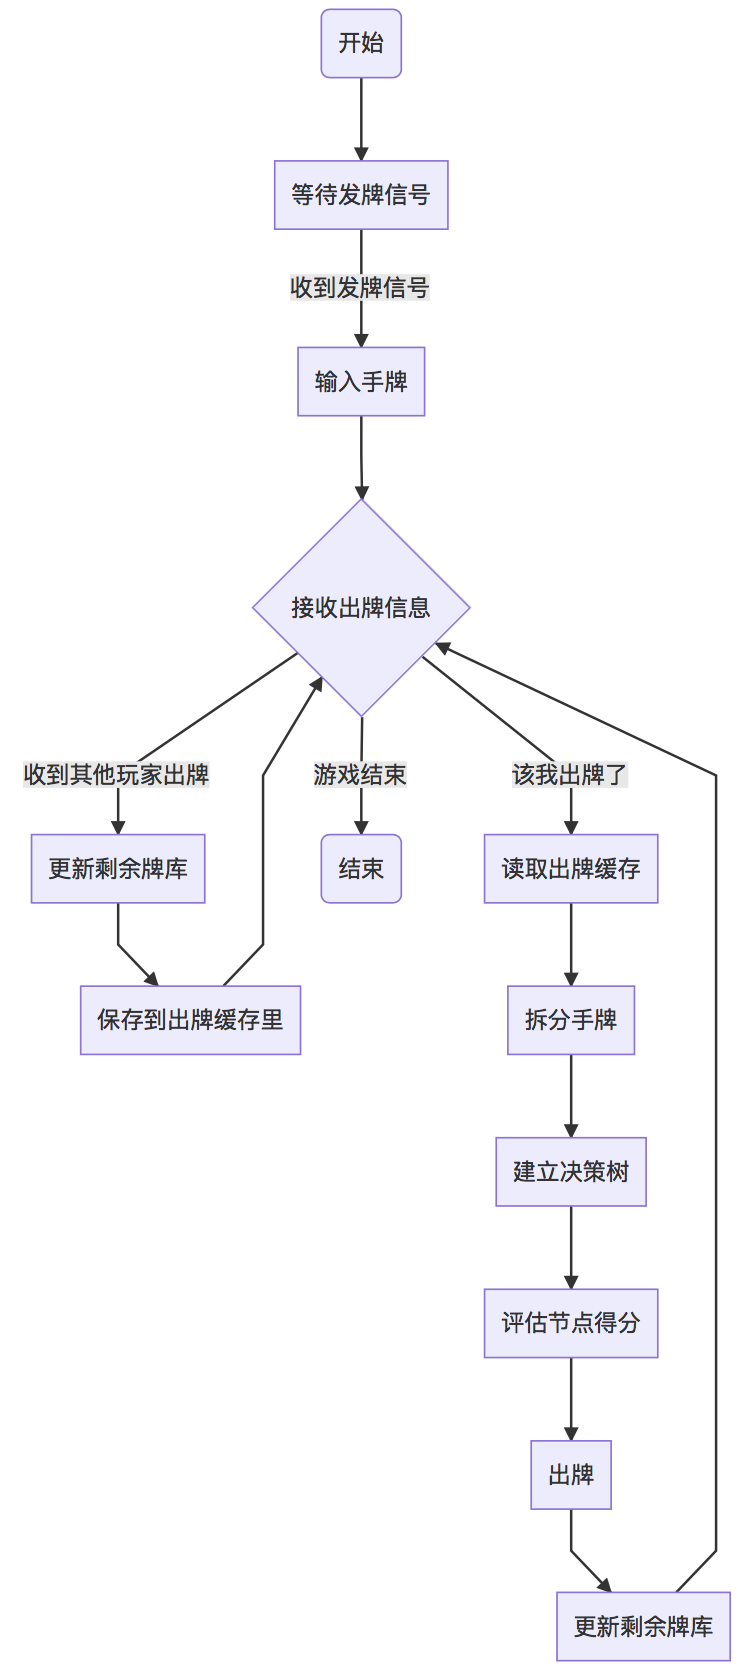 开始
等待发牌信号
收到发牌信号
输入手牌
接收出牌信息
收到其他玩家出牌
游戏结束
该我出牌了
更新剩余牌库
结束
读取出牌缓存
保存到出牌缓存里
拆分手牌
建立决策树
评估节点得分
出牌
更新剩余牌库